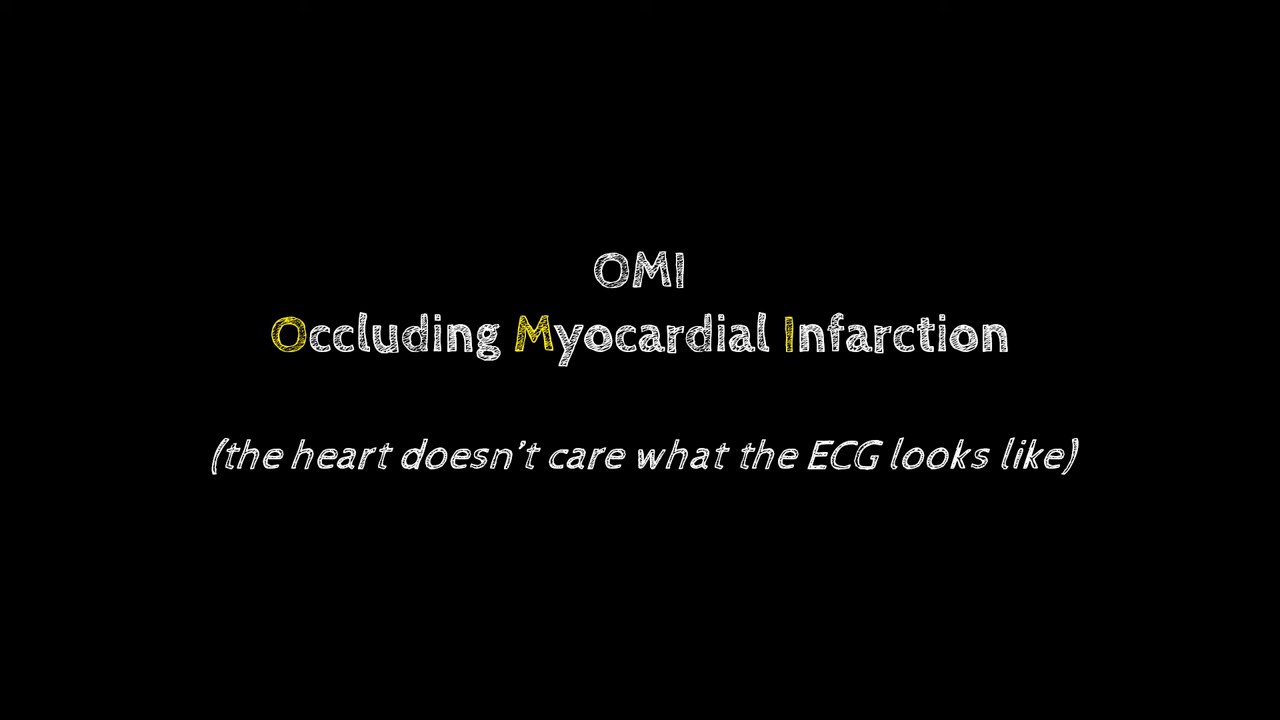 OMI
Occluding Myocardial Infarction
(the heart doesn't care what the ECG looks like)